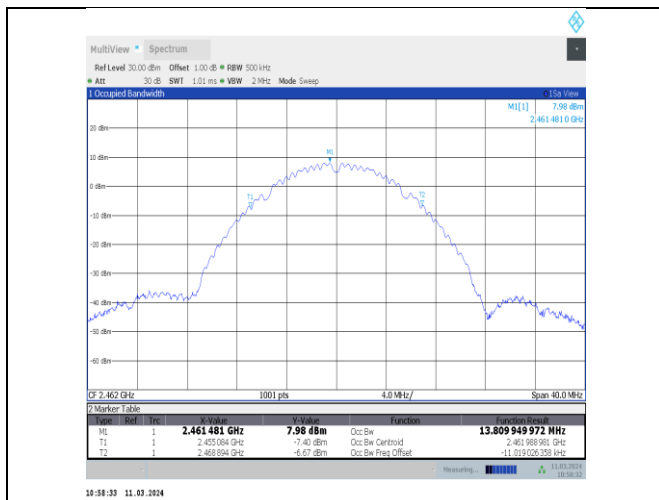 MultiView Spectrum
Ref Level 30.00 dBm Offset 1.00 dB RBW 500 kHz
Att 30 dB SWT 1.01 ms VBW 2 MHz Mode Sweep
1 Occupied Bandwidth 1Sa View
M1[1] 7.98 dBm
2.461 481 0 GHz
20 dBm
M1
10 dBm
0 dBm
-10 dBm
-20 dBm
-30 dBm
-40 dBm
-50 dBm
-60 dBm
CF 2.462 GHz 1001 pts 4.0 MHz/ Span 40.0 MHz
2 Marker Table
Type Ref Trc X-Value Y-Value Function Function Result
M1 1 2.461 481 GHz 7.98 dBm Occ Bw 13.809 949 972 MHz
T1 1 2.455 084 GHz -7.40 dBm Occ Bw Centroid 2.461 988 981 GHz
T2 1 2.468 894 GHz -6.67 dBm Occ Bw Freq Offset -11.019 026 358 kHz
Measuring... 11.03.2024
10:58:32
10:58:33 11.03.2024